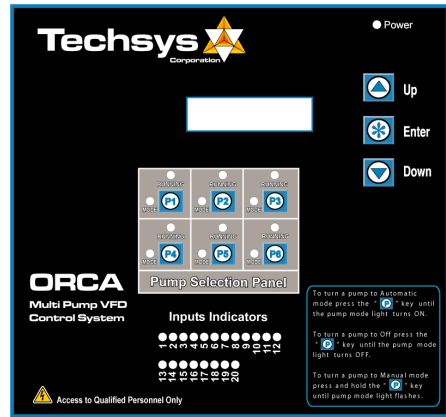 Techsys
Corporation
Power
Up
Enter
Down
RUNNING RUNNING RUNNING
MODE P1 MODE P2 MODE P3
RUNNING RUNNING RUNNING
MODE P4 MODE P5 MODE P6
Pump Selection Panel
ORCA
Multi Pump VFD
Control System
Inputs Indicators
1 2 3 4 5 6 7 8 9 10 11 12
13 14 15 16 17 18 19 20
To turn a pump to Automatic
mode press the " P " key until
the pump mode light turns ON.
To turn a pump to Off press the
" P " key until the pump mode
light turns OFF.
To turn a pump to Manual mode
press and hold the " P " key
until pump mode light flashes.
Access to Qualified Personnel Only